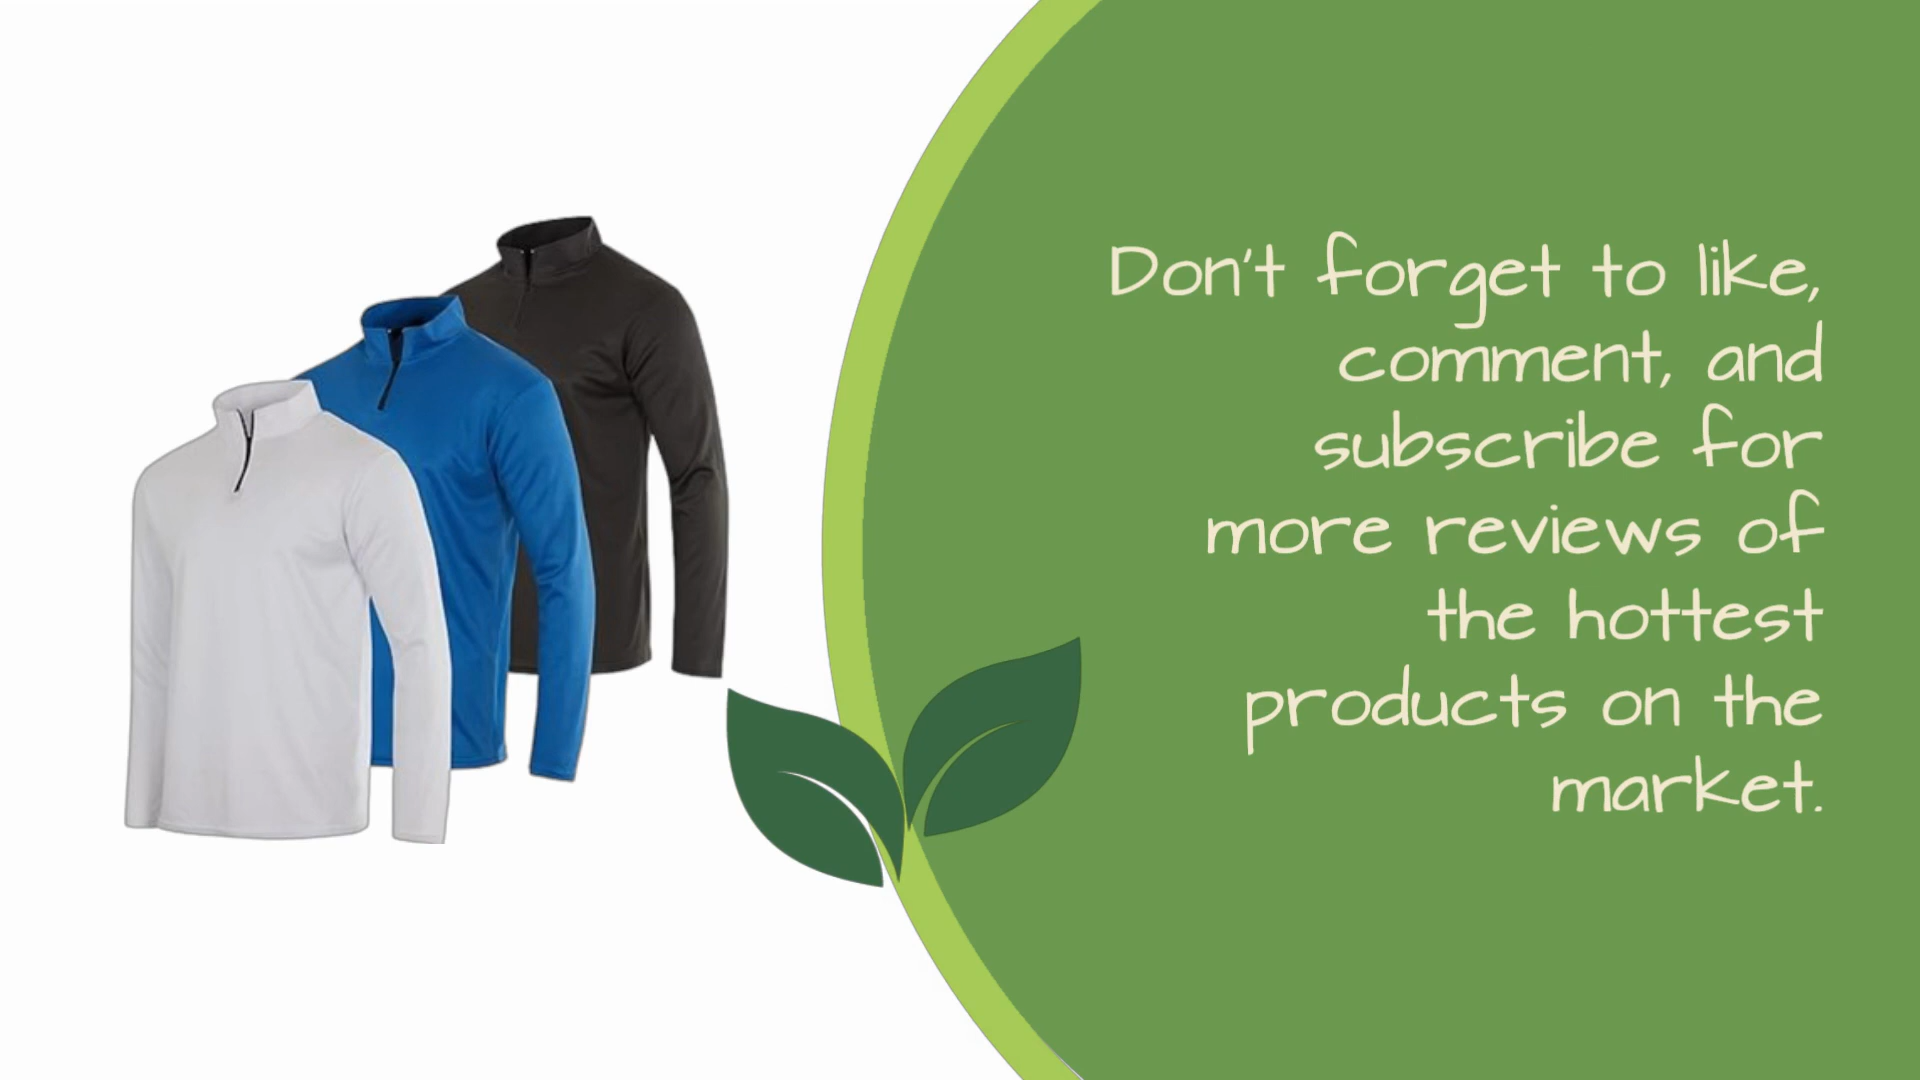 Don't forget to like,
comment, and
subscribe for
more reviews of
the hottest
products on the
market.